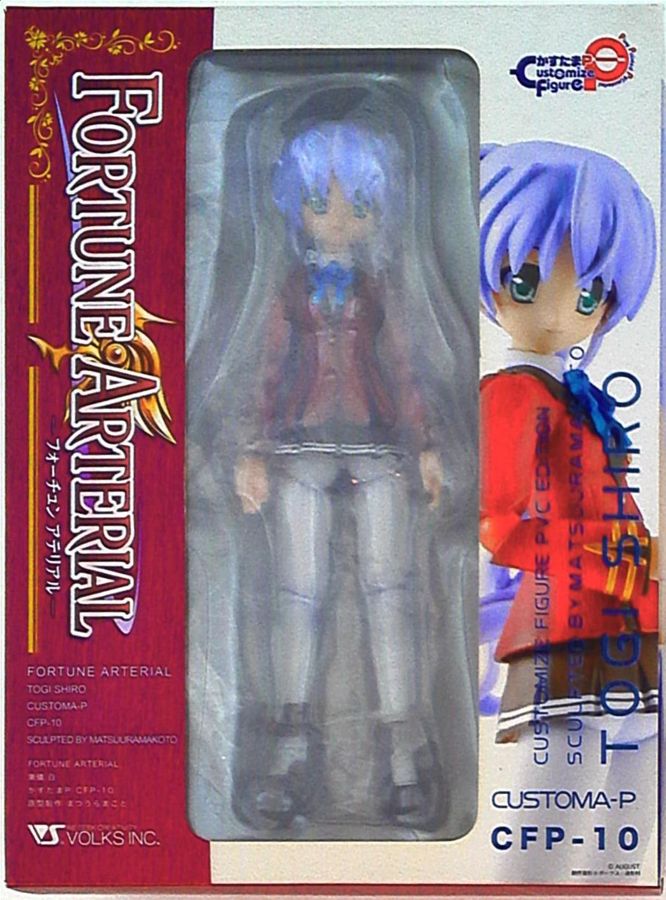 FORTUNE ARTERIAL
フォーチュン アテリアル
FORTUNE ARTERIAL
TOGI SHIRO
CUSTOMA-P
CFP-10
SCULPTED BY MATSUURAMAKOTO
FORTUNE ARTERIAL
東儀 白
かすたまP CFP-10
原型製作 まつうらまこと
VS
VOLKS INC.
かすたまP
Customize
Figure
CUSTOMIZE FIGURE PVC EDITION
SCULPTED BY MATSUURAMAKOTO
TOGI SHIRO
CUSTOMA-P
CFP-10
© AUGUST